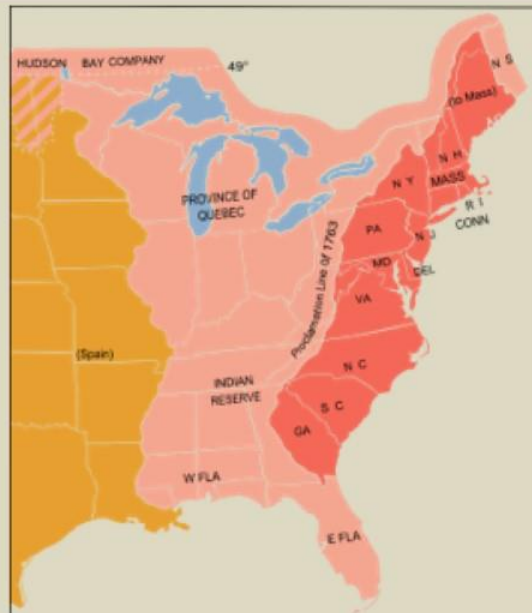 HUDSON BAY COMPANY
49°
N S
(to Mass)
N H
N Y
MASS
R I
CONN
PROVINCE OF
QUEBEC
PA
N J
MD
DEL
Proclamation Line of 1763
VA
(Spain)
N C
INDIAN
RESERVE
S C
GA
W FLA
E FLA